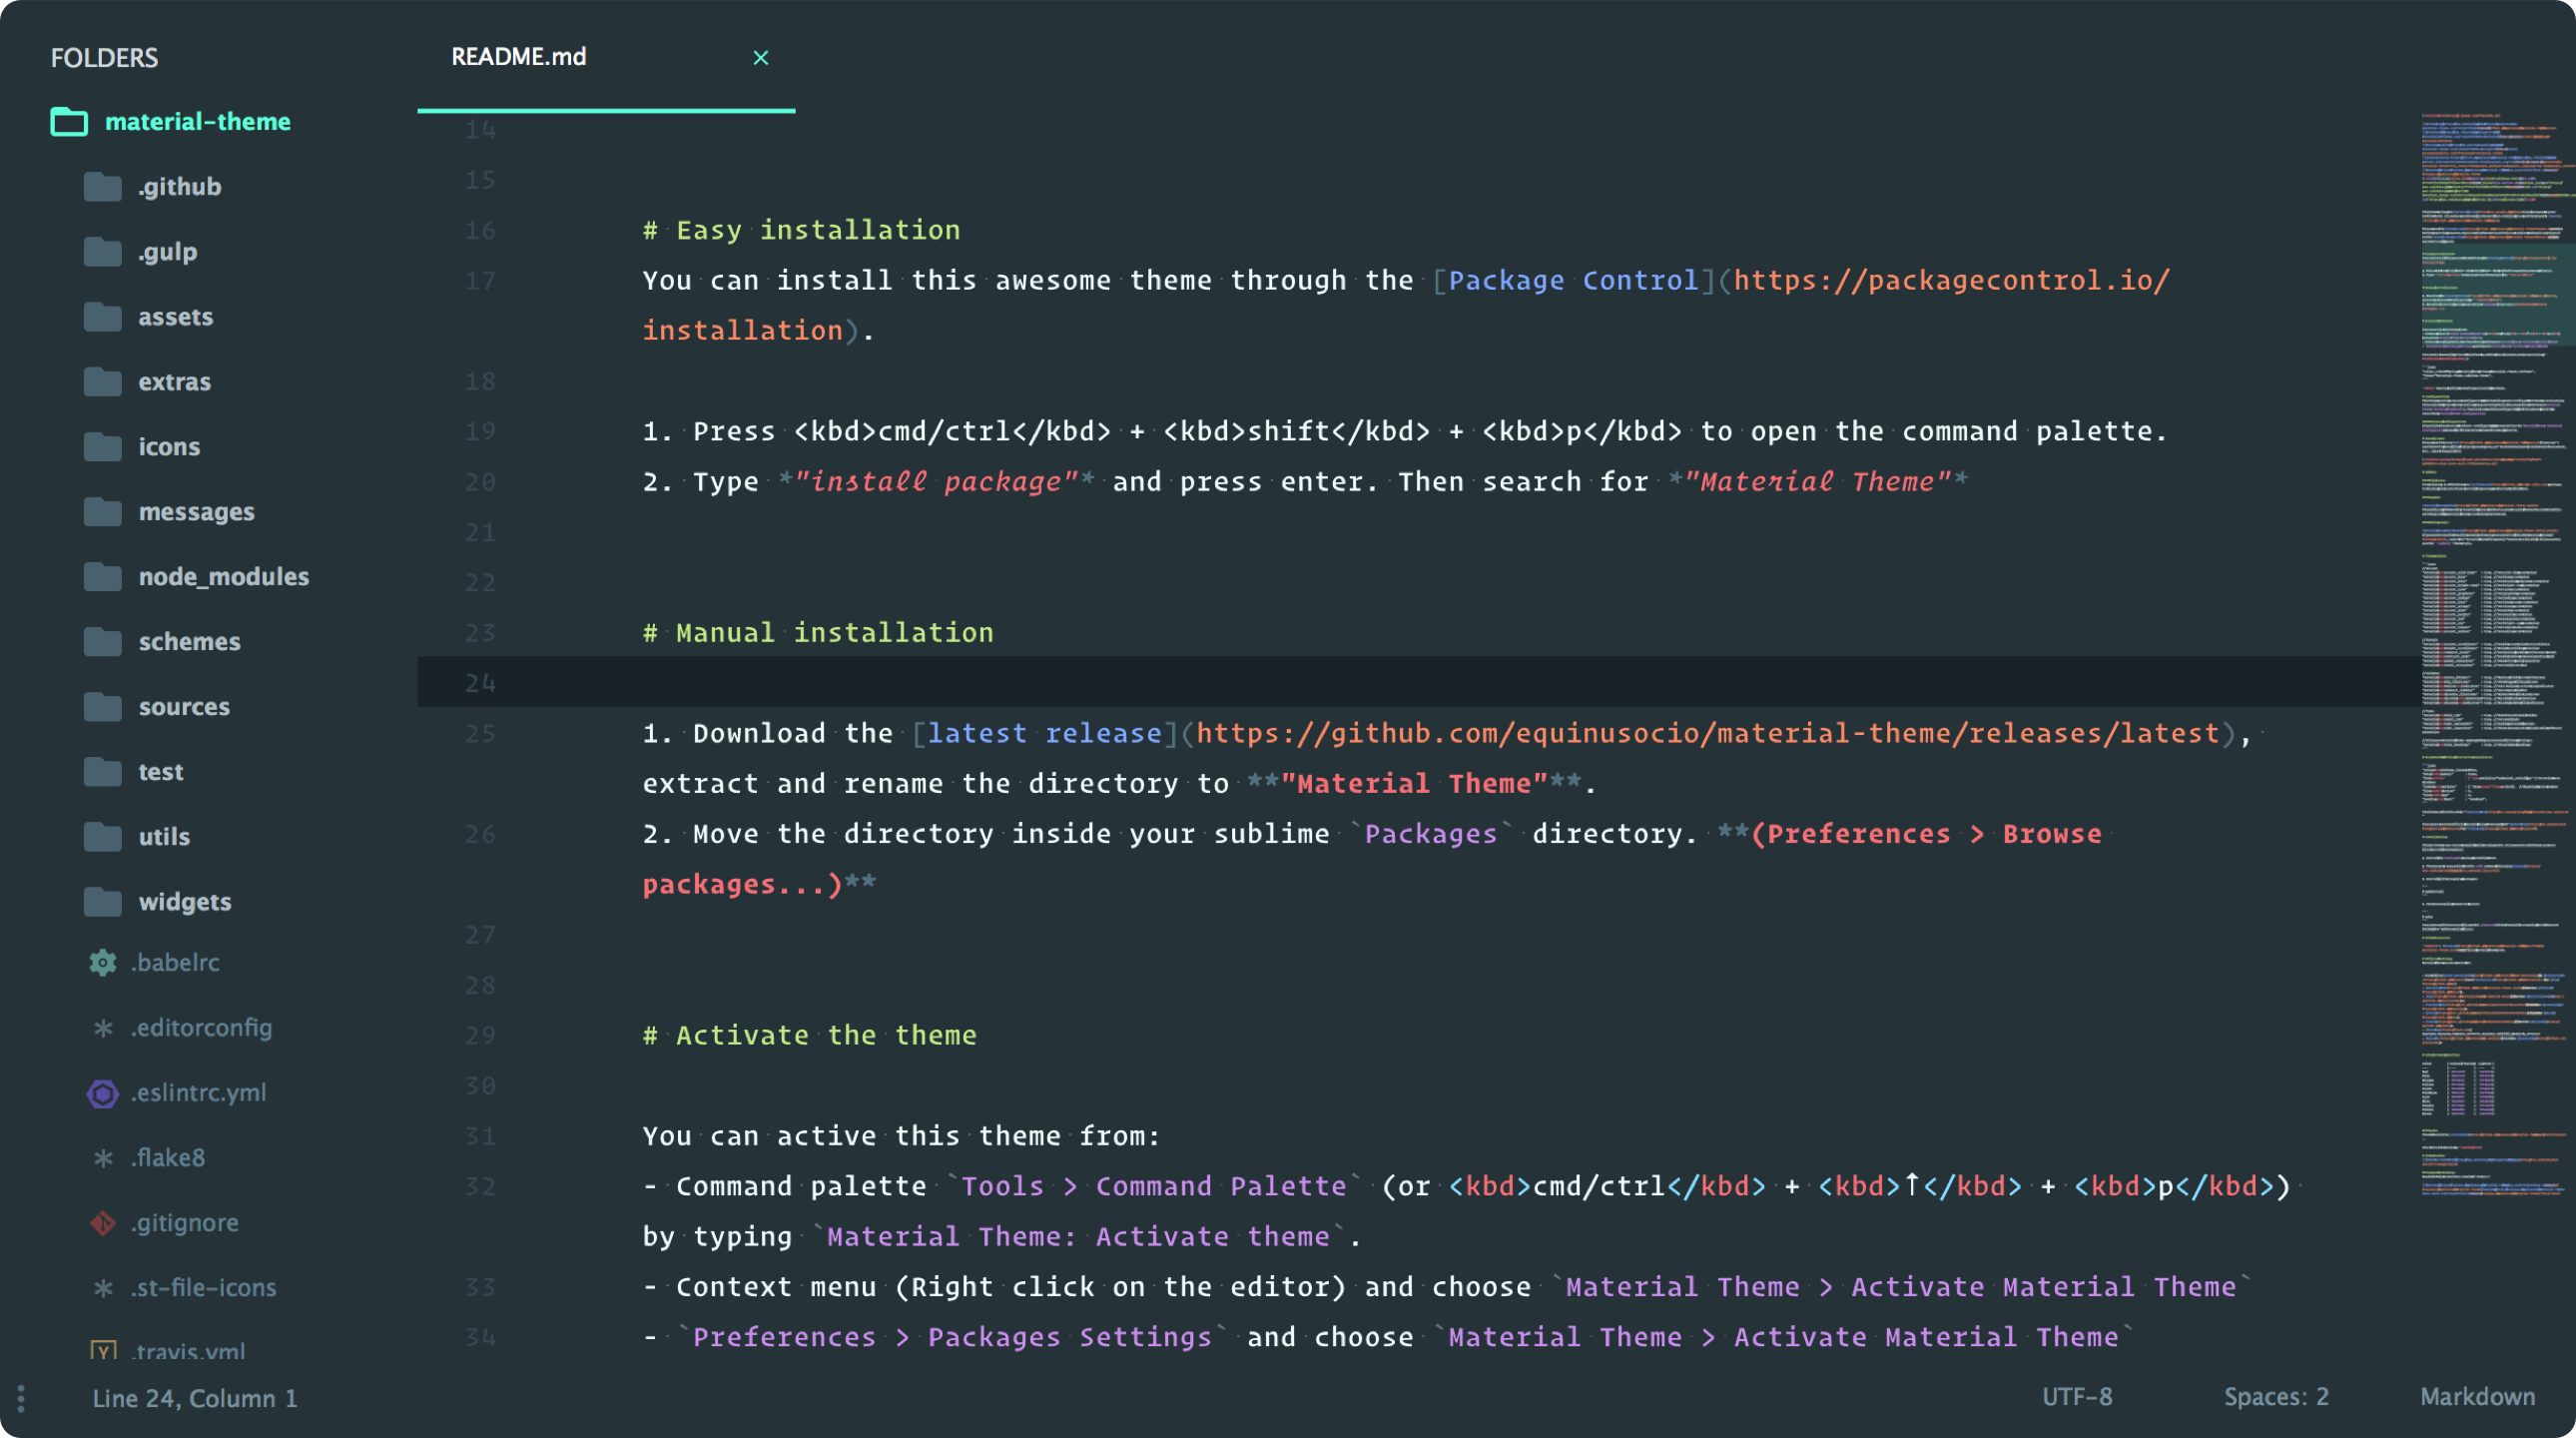 FOLDERS
material-theme
.github
.gulp
assets
extras
icons
messages
node_modules
schemes
sources
test
utils
widgets
.babelrc
.editorconfig
.eslintrc.yml
.flake8
.gitignore
.st-file-icons
.travis.yml
README.md ×
14
15
16 # Easy installation
17 You can install this awesome theme through the [Package Control](https://packagecontrol.io/
installation).
18
19 1. Press <kbd>cmd/ctrl</kbd> + <kbd>shift</kbd> + <kbd>p</kbd> to open the command palette.
20 2. Type *"install package"* and press enter. Then search for *"Material Theme"*
21
22
23 # Manual installation
24
25 1. Download the [latest release](https://github.com/equinusocio/material-theme/releases/latest),
extract and rename the directory to **"Material Theme"**.
26 2. Move the directory inside your sublime `Packages` directory. **(Preferences > Browse
packages...)**
27
28
29 # Activate the theme
30
31 You can active this theme from:
32 - Command palette `Tools > Command Palette` (or <kbd>cmd/ctrl</kbd> + <kbd>↑</kbd> + <kbd>p</kbd>)
by typing `Material Theme: Activate theme`.
33 - Context menu (Right click on the editor) and choose `Material Theme > Activate Material Theme`
34 - `Preferences > Packages Settings` and choose `Material Theme > Activate Material Theme`
Line 24, Column 1
UTF-8
Spaces: 2
Markdown